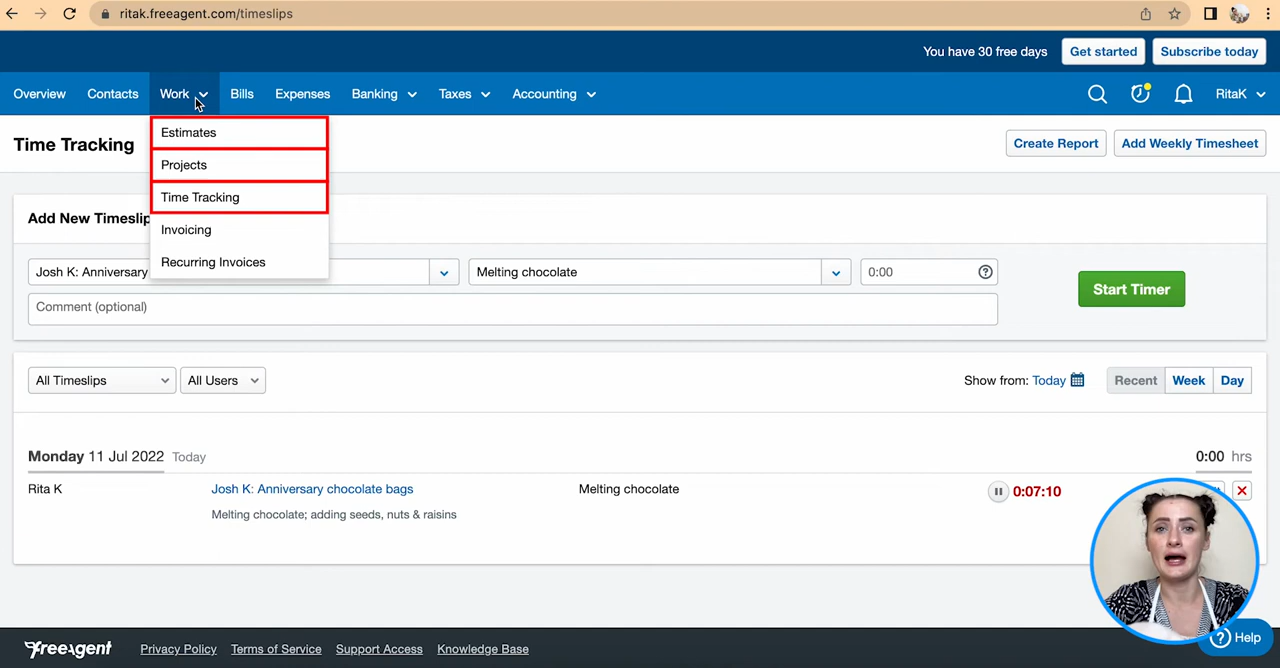 ritak.freeagent.com/timeslips
You have 30 free days Get started Subscribe today
Overview Contacts Work Bills Expenses Banking Taxes Accounting RitaK
Time Tracking Create Report Add Weekly Timesheet
Estimates
Projects
Time Tracking
Invoicing
Recurring Invoices
Add New Timeslip
Josh K: Anniversary Melting chocolate 0:00
Start Timer
Comment (optional)
All Timeslips All Users Show from: Today Recent Week Day
Monday 11 Jul 2022 Today 0:00 hrs
Rita K Josh K: Anniversary chocolate bags Melting chocolate 0:07:10
Melting chocolate; adding seeds, nuts & raisins
freeagent Privacy Policy Terms of Service Support Access Knowledge Base Help